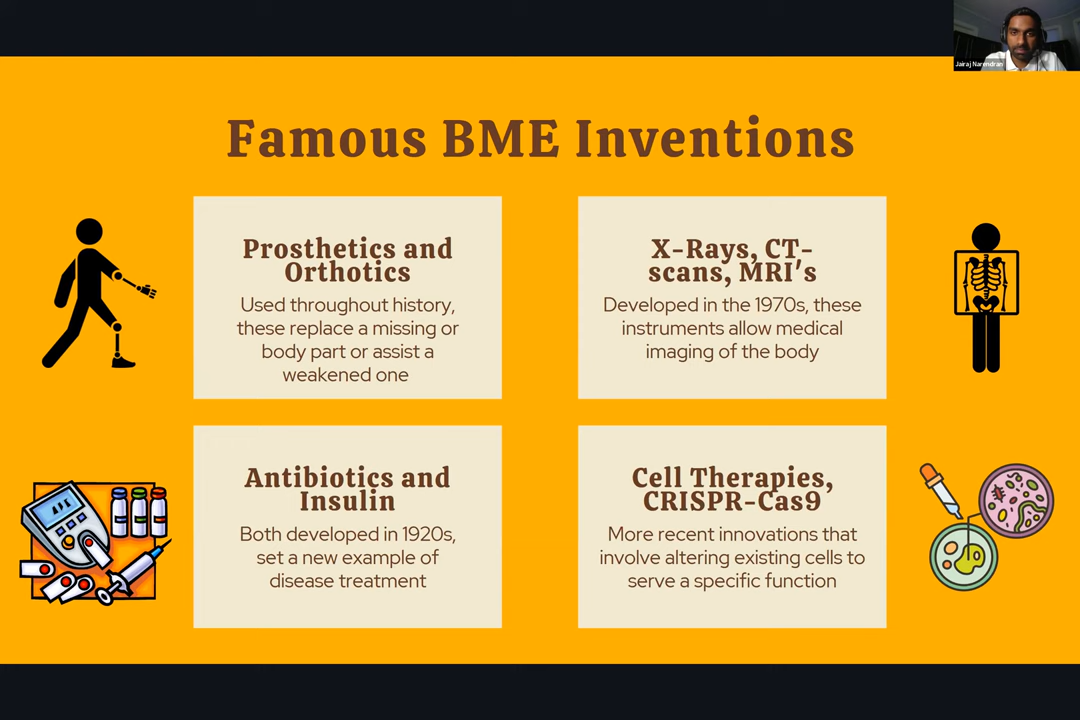 Jairaj Narendran
Famous BME Inventions
Prosthetics and
Orthotics
Used throughout history,
these replace a missing or
body part or assist a
weakened one
X-Rays, CT-
scans, MRI's
Developed in the 1970s, these
instruments allow medical
imaging of the body
Antibiotics and
Insulin
Both developed in 1920s,
set a new example of
disease treatment
Cell Therapies,
CRISPR-Cas9
More recent innovations that
involve altering existing cells to
serve a specific function